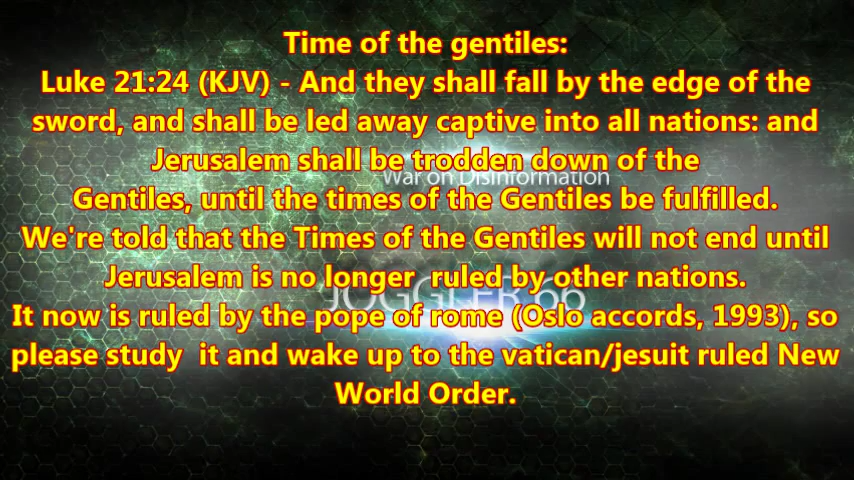 Time of the gentiles:
Luke 21:24 (KJV) - And they shall fall by the edge of the
sword, and shall be led away captive into all nations: and
Jerusalem shall be trodden down of the
War on Disinformation
Gentiles, until the times of the Gentiles be fulfilled.
We're told that the Times of the Gentiles will not end until
Jerusalem is no longer  ruled by other nations.
JOGGLER 66
It now is ruled by the pope of rome (Oslo accords, 1993), so
please study  it and wake up to the vatican/jesuit ruled New
World Order.